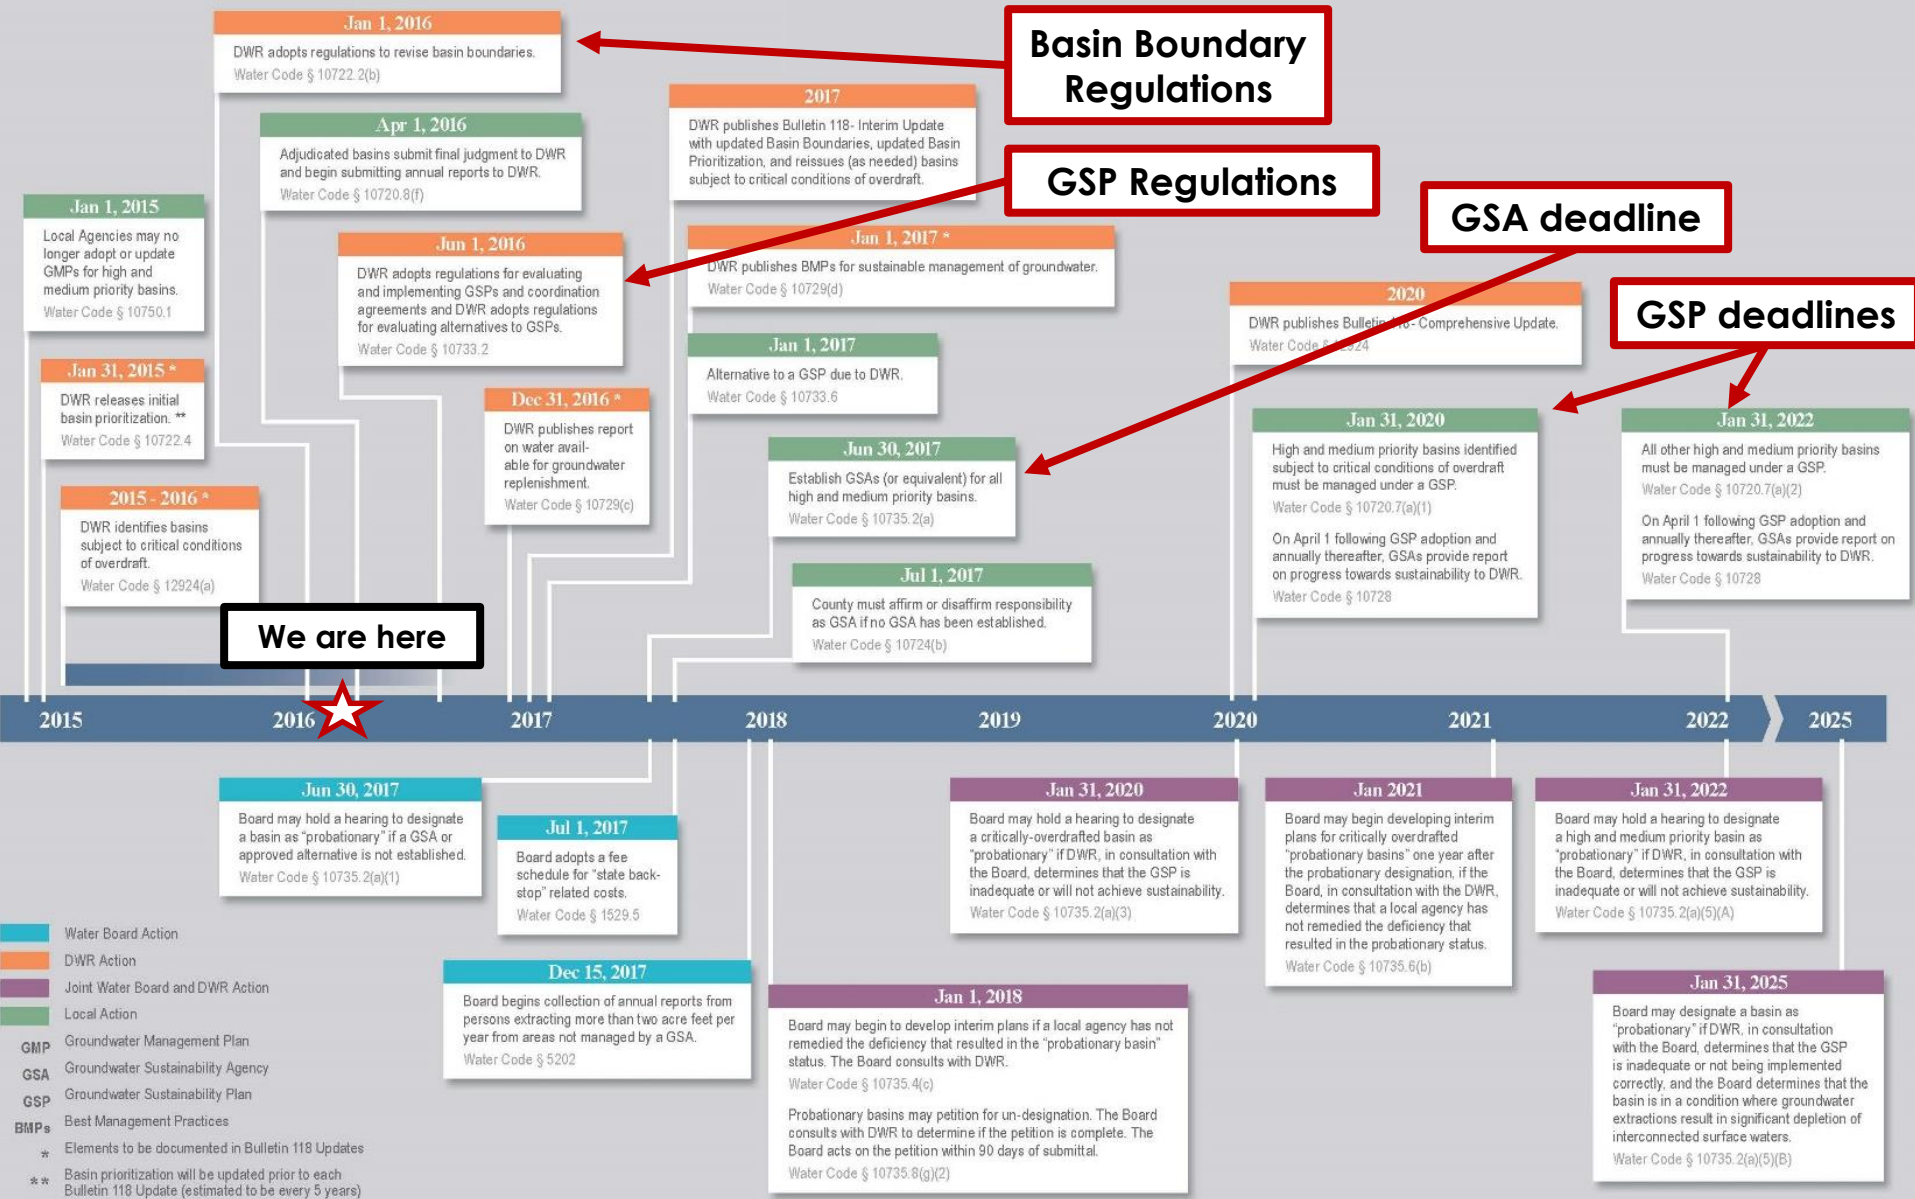 Jan 1, 2016
DWR adopts regulations to revise basin boundaries.
Water Code § 10722.2(b)
Basin Boundary
Regulations
Apr 1, 2016
Adjudicated basins submit final judgment to DWR
and begin submitting annual reports to DWR.
Water Code § 10720.8(f)
2017
DWR publishes Bulletin 118- Interim Update
with updated Basin Boundaries, updated Basin
Prioritization, and reissues (as needed) basins
subject to critical conditions of overdraft.
GSP Regulations
GSA deadline
GSP deadlines
Jan 1, 2015
Local Agencies may no
longer adopt or update
GMPs for high and
medium priority basins.
Water Code § 10750.1
Jun 1, 2016
DWR adopts regulations for evaluating
and implementing GSPs and coordination
agreements and DWR adopts regulations
for evaluating alternatives to GSPs.
Water Code § 10733.2
Jan 1, 2017 *
DWR publishes BMPs for sustainable management of groundwater.
Water Code § 10729(d)
2020
DWR publishes Bulletin 118- Comprehensive Update.
Water Code § 12924
Jan 31, 2015 *
DWR releases initial
basin prioritization. **
Water Code § 10722.4
Dec 31, 2016 *
DWR publishes report
on water avail-
able for groundwater
replenishment.
Water Code § 10729(c)
Jan 1, 2017
Alternative to a GSP due to DWR.
Water Code § 10733.6
Jun 30, 2017
Establish GSAs (or equivalent) for all
high and medium priority basins.
Water Code § 10735.2(a)
Jan 31, 2020
High and medium priority basins identified
subject to critical conditions of overdraft
must be managed under a GSP.
Water Code § 10720.7(a)(1)
On April 1 following GSP adoption and
annually thereafter, GSAs provide report
on progress towards sustainability to DWR.
Water Code § 10728
Jan 31, 2022
All other high and medium priority basins
must be managed under a GSP.
Water Code § 10720.7(a)(2)
On April 1 following GSP adoption and
annually thereafter, GSAs provide report on
progress towards sustainability to DWR.
Water Code § 10728
2015 - 2016 *
DWR identifies basins
subject to critical conditions
of overdraft.
Water Code § 12924(a)
Jul 1, 2017
County must affirm or disaffirm responsibility
as GSA if no GSA has been established.
Water Code § 10724(b)
We are here
2015
2016
2017
2018
2019
2020
2021
2022
2025
Jun 30, 2017
Board may hold a hearing to designate
a basin as “probationary” if a GSA or
approved alternative is not established.
Water Code § 10735.2(a)(1)
Jul 1, 2017
Board adopts a fee
schedule for “state back-
stop” related costs.
Water Code § 1529.5
Dec 15, 2017
Board begins collection of annual reports from
persons extracting more than two acre feet per
year from areas not managed by a GSA.
Water Code § 5202
Jan 1, 2018
Board may begin to develop interim plans if a local agency has not
remedied the deficiency that resulted in the “probationary basin”
status. The Board consults with DWR.
Water Code § 10735.4(c)
Probationary basins may petition for un-designation. The Board
consults with DWR to determine if the petition is complete. The
Board acts on the petition within 90 days of submittal.
Water Code § 10735.8(g)(2)
Jan 31, 2020
Board may hold a hearing to designate
a critically-overdrafted basin as
“probationary” if DWR, in consultation with
the Board, determines that the GSP is
inadequate or will not achieve sustainability.
Water Code § 10735.2(a)(3)
Jan 2021
Board may begin developing interim
plans for critically overdrafted
“probationary basins” one year after
the probationary designation, if the
Board, in consultation with the DWR,
determines that a local agency has
not remedied the deficiency that
resulted in the probationary status.
Water Code § 10735.6(b)
Jan 31, 2022
Board may hold a hearing to designate
a high and medium priority basin as
“probationary” if DWR, in consultation with
the Board, determines that the GSP is
inadequate or will not achieve sustainability.
Water Code § 10735.2(a)(5)(A)
Jan 31, 2025
Board may designate a basin as
“probationary” if DWR, in consultation
with the Board, determines that the GSP
is inadequate or not being implemented
correctly, and the Board determines that the
basin is in a condition where groundwater
extractions result in significant depletion of
interconnected surface waters.
Water Code § 10735.2(a)(5)(B)
Water Board Action
DWR Action
Joint Water Board and DWR Action
Local Action
GMP Groundwater Management Plan
GSA Groundwater Sustainability Agency
GSP Groundwater Sustainability Plan
BMPs Best Management Practices
* Elements to be documented in Bulletin 118 Updates
** Basin prioritization will be updated prior to each
Bulletin 118 Update (estimated to be every 5 years)